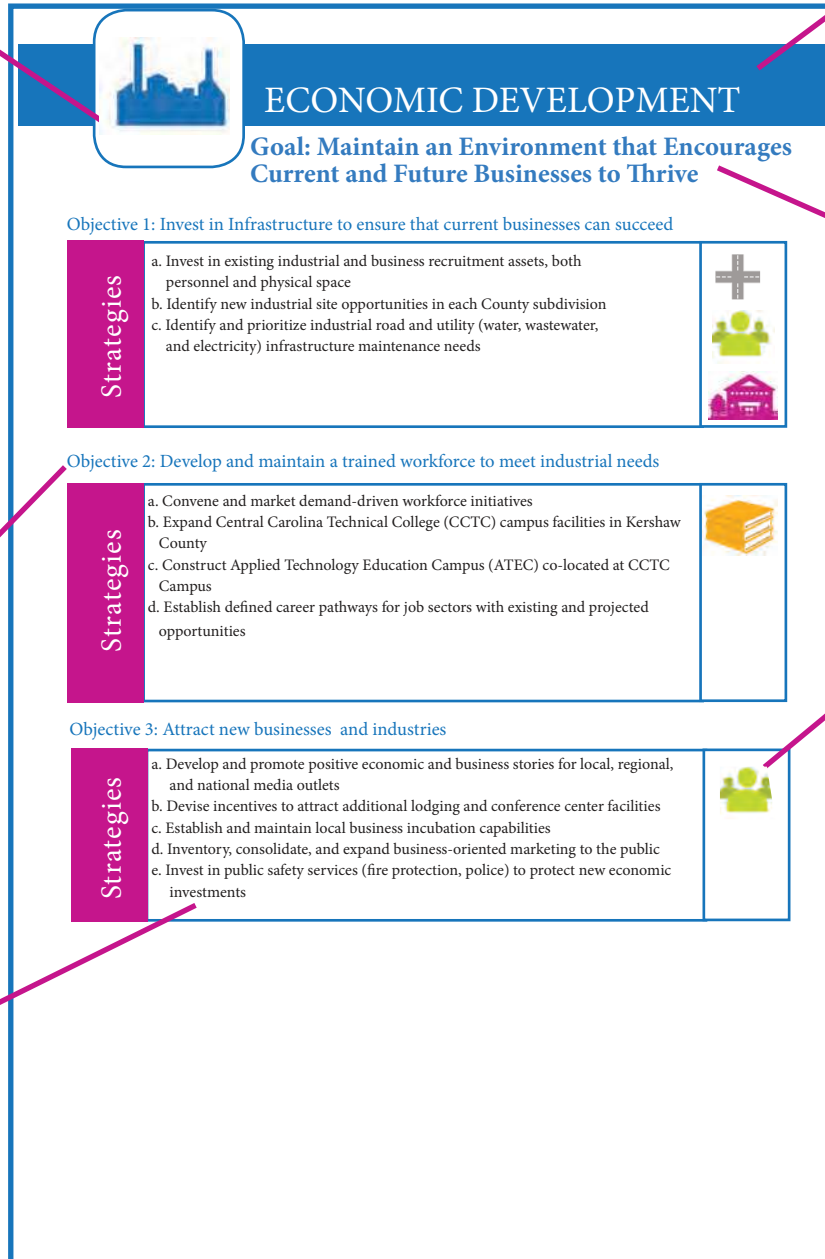 ECONOMIC DEVELOPMENT
Goal: Maintain an Environment that Encourages
Current and Future Businesses to Thrive
Objective 1: Invest in Infrastructure to ensure that current businesses can succeed
Strategies
a. Invest in existing industrial and business recruitment assets, both
personnel and physical space
b. Identify new industrial site opportunities in each County subdivision
c. Identify and prioritize industrial road and utility (water, wastewater,
and electricity) infrastructure maintenance needs
Objective 2: Develop and maintain a trained workforce to meet industrial needs
Strategies
a. Convene and market demand-driven workforce initiatives
b. Expand Central Carolina Technical College (CCTC) campus facilities in Kershaw
County
c. Construct Applied Technology Education Campus (ATEC) co-located at CCTC
Campus
d. Establish defined career pathways for job sectors with existing and projected
opportunities
Objective 3: Attract new businesses and industries
Strategies
a. Develop and promote positive economic and business stories for local, regional,
and national media outlets
b. Devise incentives to attract additional lodging and conference center facilities
c. Establish and maintain local business incubation capabilities
d. Inventory, consolidate, and expand business-oriented marketing to the public
e. Invest in public safety services (fire protection, police) to protect new economic
investments